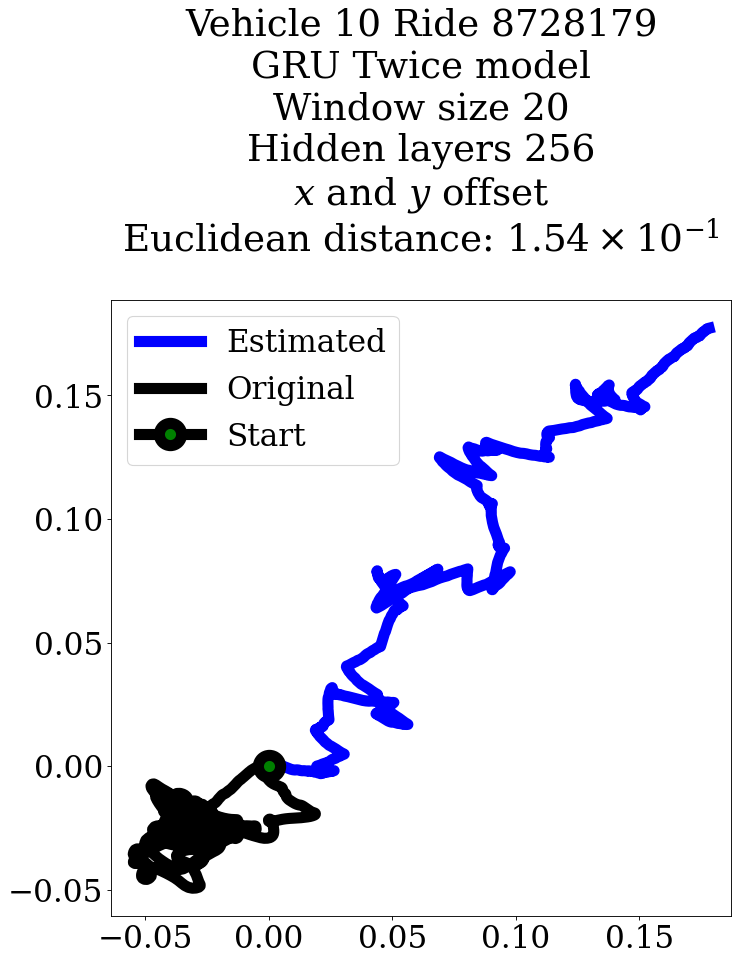 Vehicle 10 Ride 8728179
GRU Twice model
Window size 20
Hidden layers 256
x and y offset
Euclidean distance: 1.54 × 10⁻¹
Estimated
Original
Start
0.15
0.10
0.05
0.00
−0.05
−0.05 0.00 0.05 0.10 0.15